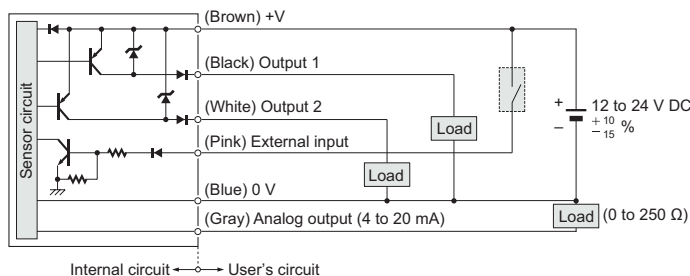 (Brown) +V
(Black) Output 1
(White) Output 2
(Pink) External input
(Blue) 0 V
(Gray) Analog output (4 to 20 mA)
Sensor circuit
Load
Load
+
−
12 to 24 V DC
+10
−15 %
Load (0 to 250 Ω)
Internal circuit
User's circuit